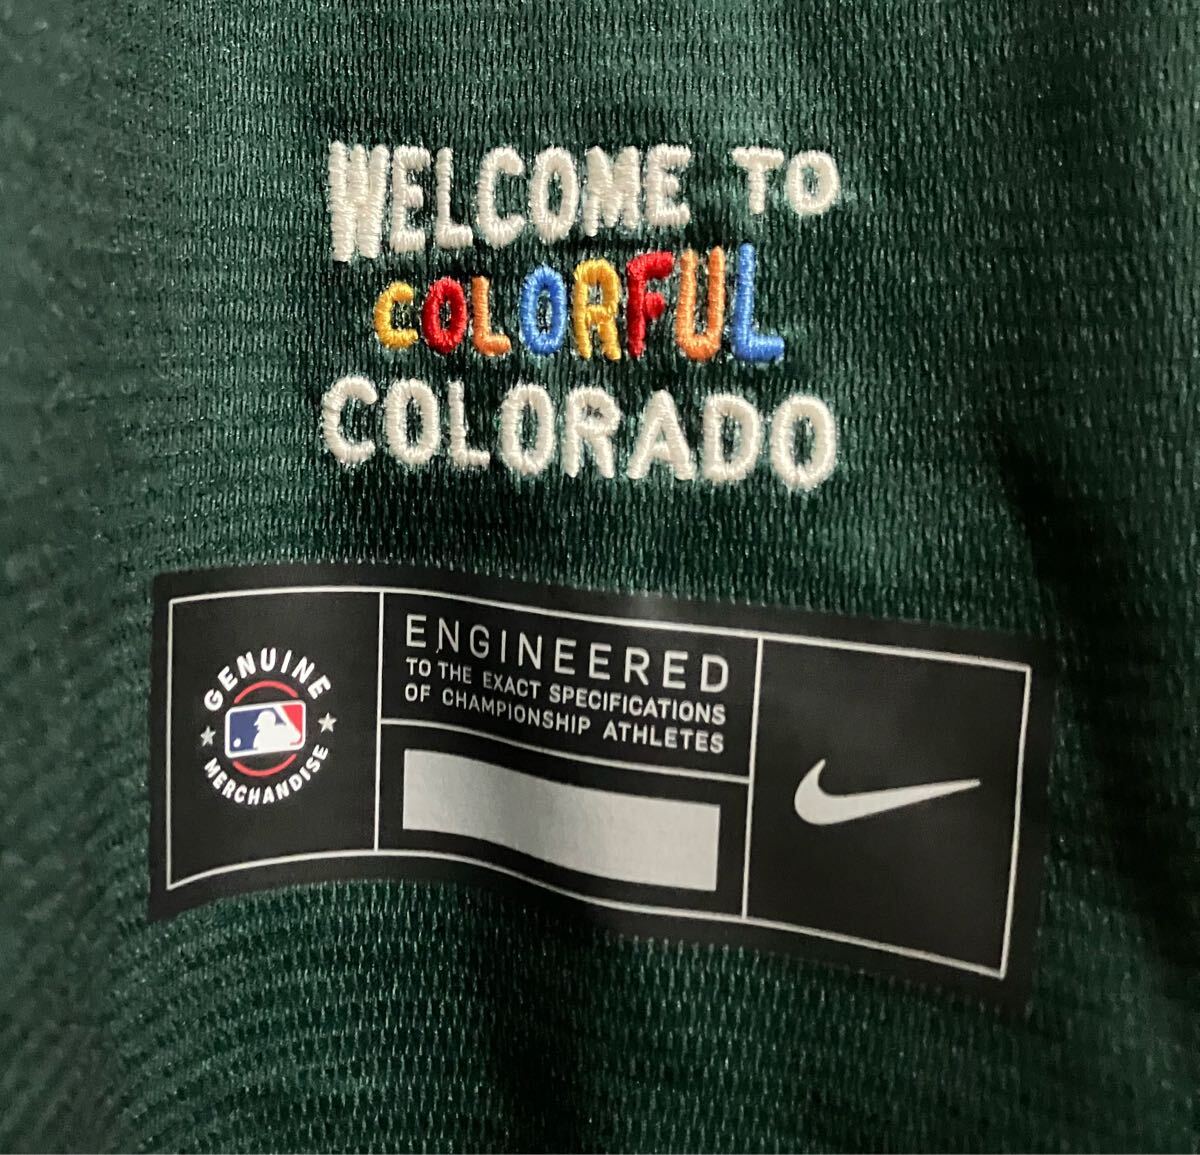 WELCOME TO
COLORFUL
COLORADO
GENUINE
MERCHANDISE
ENGINEERED
TO THE EXACT SPECIFICATIONS
OF CHAMPIONSHIP ATHLETES